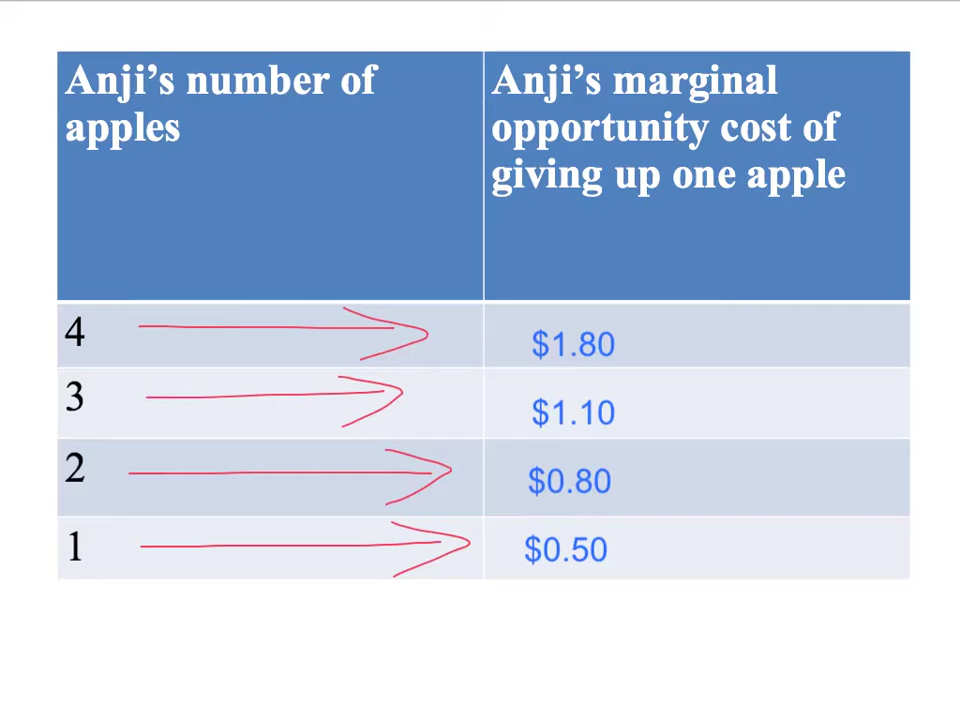 Anji’s number of
apples
Anji’s marginal
opportunity cost of
giving up one apple
4 $1.80
3 $1.10
2 $0.80
1 $0.50